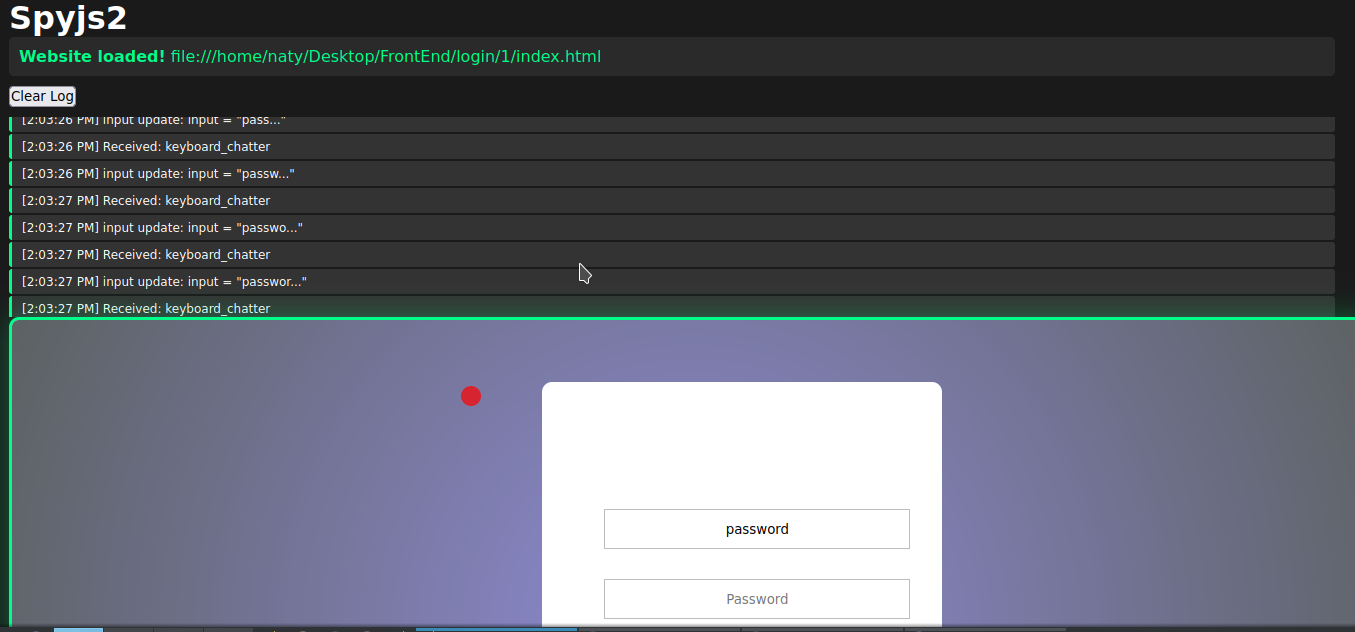 Spyjs2
Website loaded! file:///home/naty/Desktop/FrontEnd/login/1/index.html
Clear Log
[2:03:26 PM] input update: input = "pass..."
[2:03:26 PM] Received: keyboard_chatter
[2:03:26 PM] input update: input = "passw..."
[2:03:27 PM] Received: keyboard_chatter
[2:03:27 PM] input update: input = "passwo..."
[2:03:27 PM] Received: keyboard_chatter
[2:03:27 PM] input update: input = "passwor..."
[2:03:27 PM] Received: keyboard_chatter
password
Password